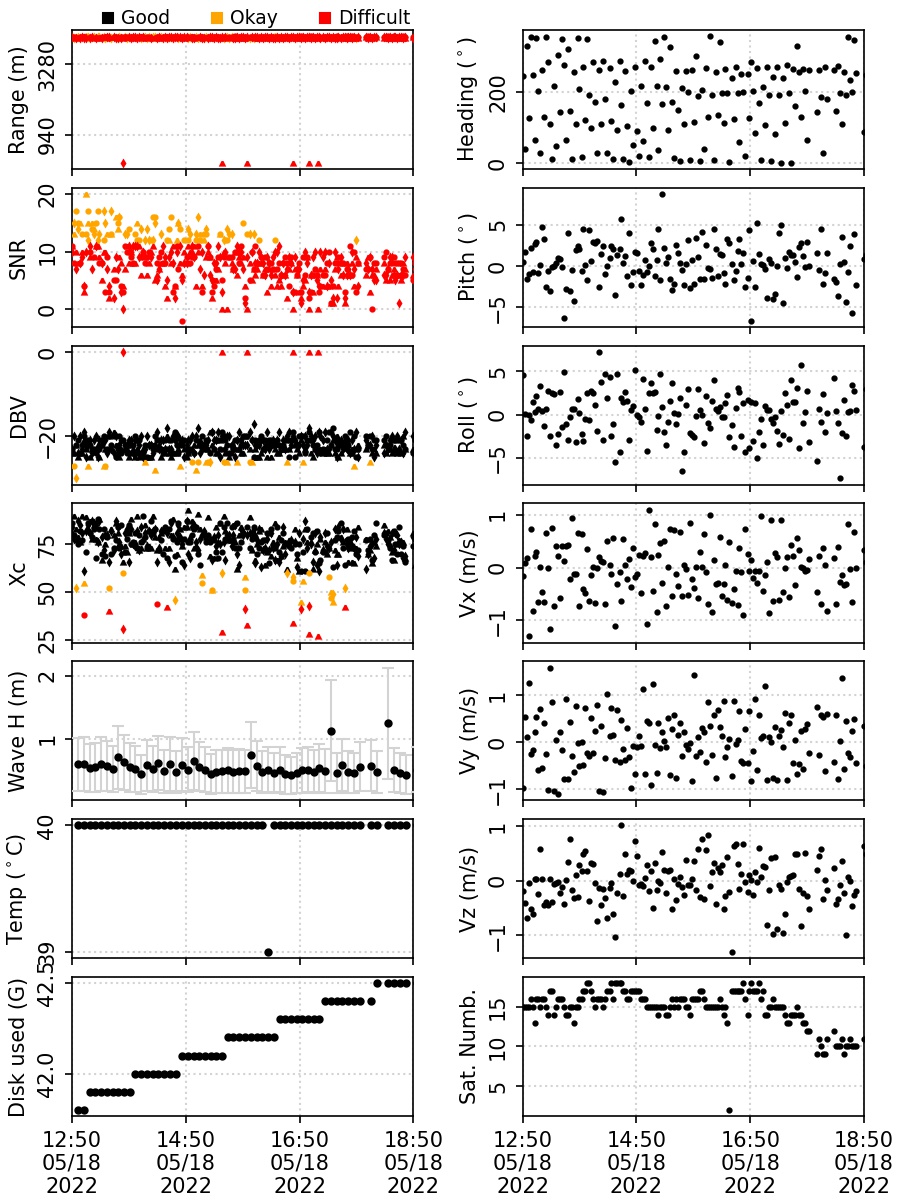 Good Okay Difficult
Range (m)
3280
940
Heading (°)
200
0
SNR
20
10
0
Pitch (°)
5
0
−5
DBV
0
−20
Roll (°)
5
0
−5
Xc
75
50
25
Vx (m/s)
1
0
−1
Wave H (m)
2
1
Vy (m/s)
1
0
−1
Temp (°C)
40
39
Vz (m/s)
1
0
−1
Disk used (G)
42.5
42.0
Sat. Numb.
15
10
5
12:50 14:50 16:50 18:50 12:50 14:50 16:50 18:50
05/18 05/18 05/18 05/18 05/18 05/18 05/18 05/18
2022 2022 2022 2022 2022 2022 2022 2022